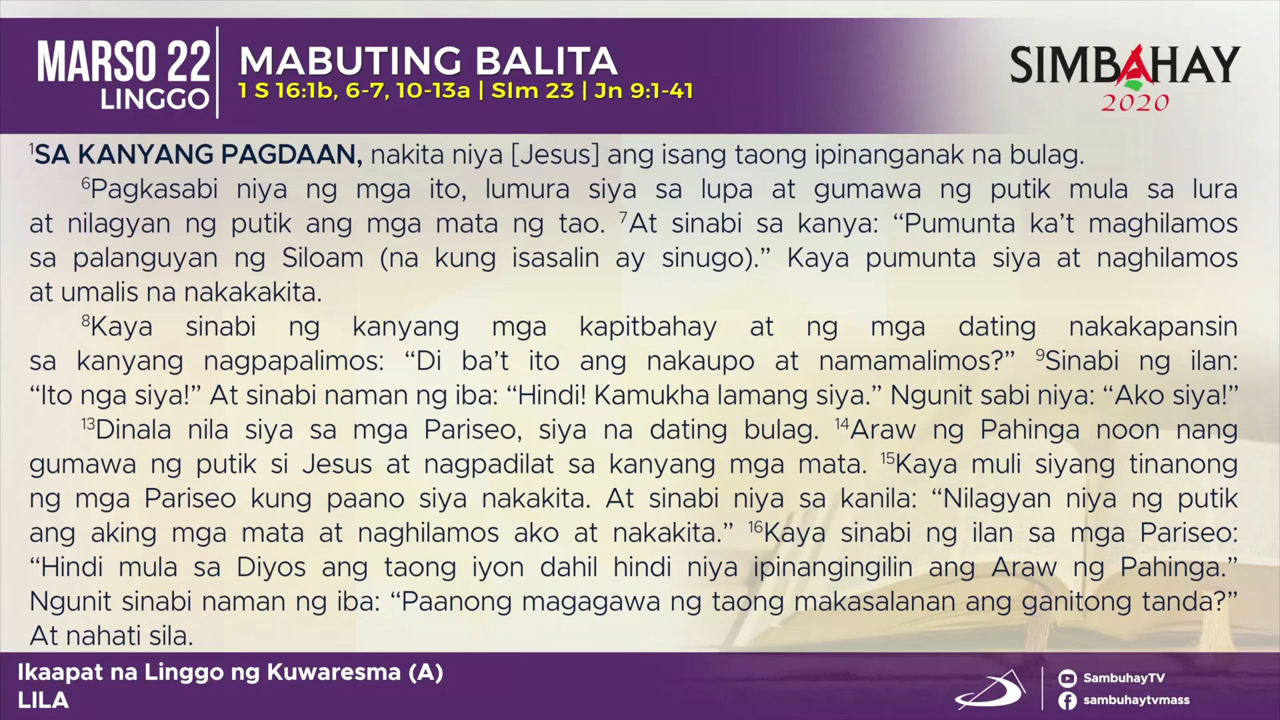 MARSO 22
LINGGO
MABUTING BALITA
1 S 16:1b, 6-7, 10-13a | Slm 23 | Jn 9:1-41
SIMBAHAY
2020
¹SA KANYANG PAGDAAN, nakita niya [Jesus] ang isang taong ipinanganak na bulag.
⁶Pagkasabi niya ng mga ito, lumura siya sa lupa at gumawa ng putik mula sa lura
at nilagyan ng putik ang mga mata ng tao. ⁷At sinabi sa kanya: “Pumunta ka’t maghilamos
sa palanguyan ng Siloam (na kung isasalin ay sinugo).” Kaya pumunta siya at naghilamos
at umalis na nakakakita.
⁸Kaya sinabi ng kanyang mga kapitbahay at ng mga dating nakakapansin
sa kanyang nagpapalimos: “Di ba’t ito ang nakaupo at namamalimos?” ⁹Sinabi ng ilan:
“Ito nga siya!” At sinabi naman ng iba: “Hindi! Kamukha lamang siya.” Ngunit sabi niya: “Ako siya!”
¹³Dinala nila siya sa mga Pariseo, siya na dating bulag. ¹⁴Araw ng Pahinga noon nang
gumawa ng putik si Jesus at nagpadilat sa kanyang mga mata. ¹⁵Kaya muli siyang tinanong
ng mga Pariseo kung paano siya nakakita. At sinabi niya sa kanila: “Nilagyan niya ng putik
ang aking mga mata at naghilamos ako at nakakita.” ¹⁶Kaya sinabi ng ilan sa mga Pariseo:
“Hindi mula sa Diyos ang taong iyon dahil hindi niya ipinangingilin ang Araw ng Pahinga.”
Ngunit sinabi naman ng iba: “Paanong magagawa ng taong makasalanan ang ganitong tanda?”
At nahati sila.
Ikaapat na Linggo ng Kuwaresma (A)
LILA
SambuhayTV
sambuhaytvmass